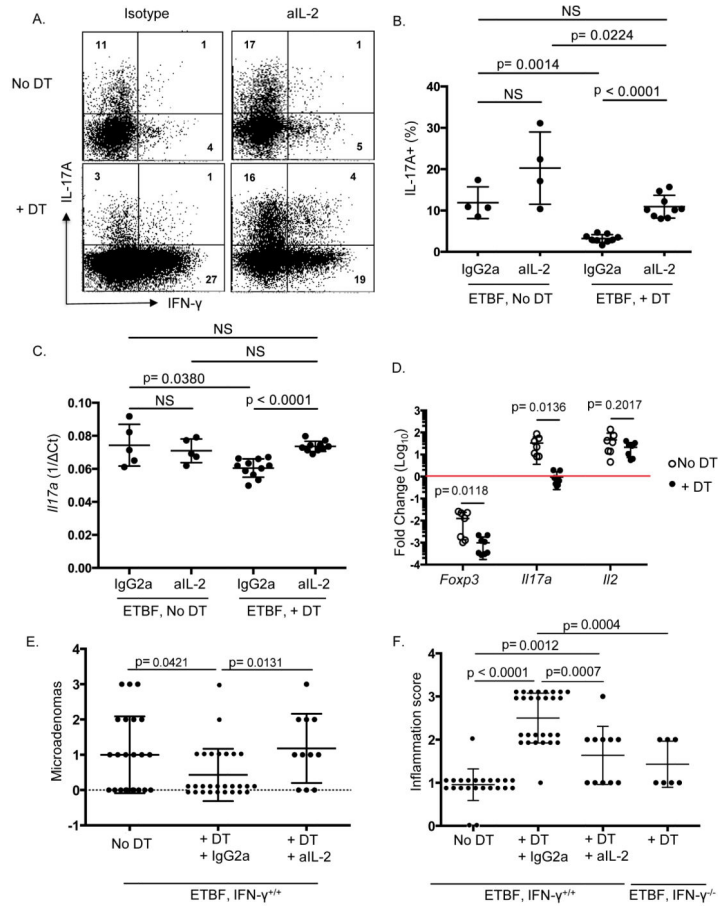 A.
Isotype
aIL-2
No DT
11
1
4
17
1
5
+ DT
3
1
27
16
4
19
IL-17A
IFN-γ
B.
NS
p= 0.0224
p= 0.0014
p < 0.0001
NS
IL-17A+ (%)
40
30
20
10
0
IgG2a
aIL-2
IgG2a
aIL-2
ETBF, No DT
ETBF, + DT
C.
NS
NS
p= 0.0380
NS
p < 0.0001
Il17a (1/ΔCt)
0.10
0.08
0.06
0.04
0.02
0.00
IgG2a
aIL-2
IgG2a
aIL-2
ETBF, No DT
ETBF, + DT
D.
p= 0.0136
p= 0.2017
p= 0.0118
No DT
+ DT
Fold Change (Log10)
3
2
1
0
-1
-2
-3
-4
Foxp3
Il17a
Il2
E.
p= 0.0421
p= 0.0131
Microadenomas
4
3
2
1
0
-1
No DT
+ DT + IgG2a
+ DT + aIL-2
ETBF, IFN-γ+/+
F.
p= 0.0004
p= 0.0012
p < 0.0001
p=0.0007
Inflammation score
4
3
2
1
0
No DT
+ DT + IgG2a
+ DT + aIL-2
+ DT
ETBF, IFN-γ+/+
ETBF, IFN-γ-/-